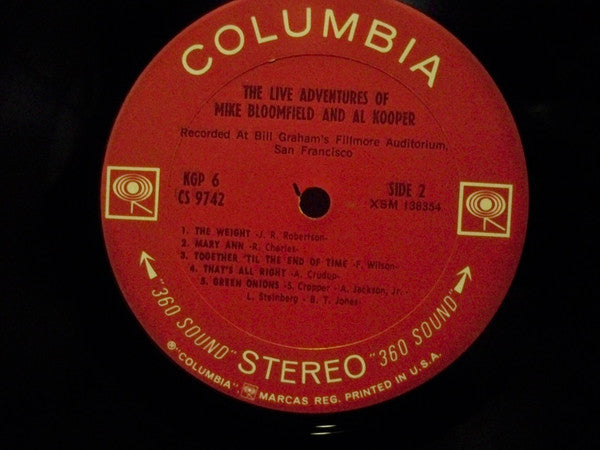 COLUMBIA
THE LIVE ADVENTURES OF
MIKE BLOOMFIELD AND AL KOOPER
Recorded At Bill Graham's Fillmore Auditorium,
San Francisco
KGP 6
CS 9742
SIDE 2
XSM 138354
1. THE WEIGHT -J. R. Robertson-
2. MARY ANN -R. Charles-
3. TOGETHER 'TIL THE END OF TIME -F. Wilson-
4. THAT'S ALL RIGHT -A. Crudup-
5. GREEN ONIONS -S. Cropper - A. Jackson, Jr. -
L. Steinberg - B. T. Jones-
"360 SOUND" STEREO "360 SOUND"
℗ "COLUMBIA", MARCAS REG. PRINTED IN U.S.A.